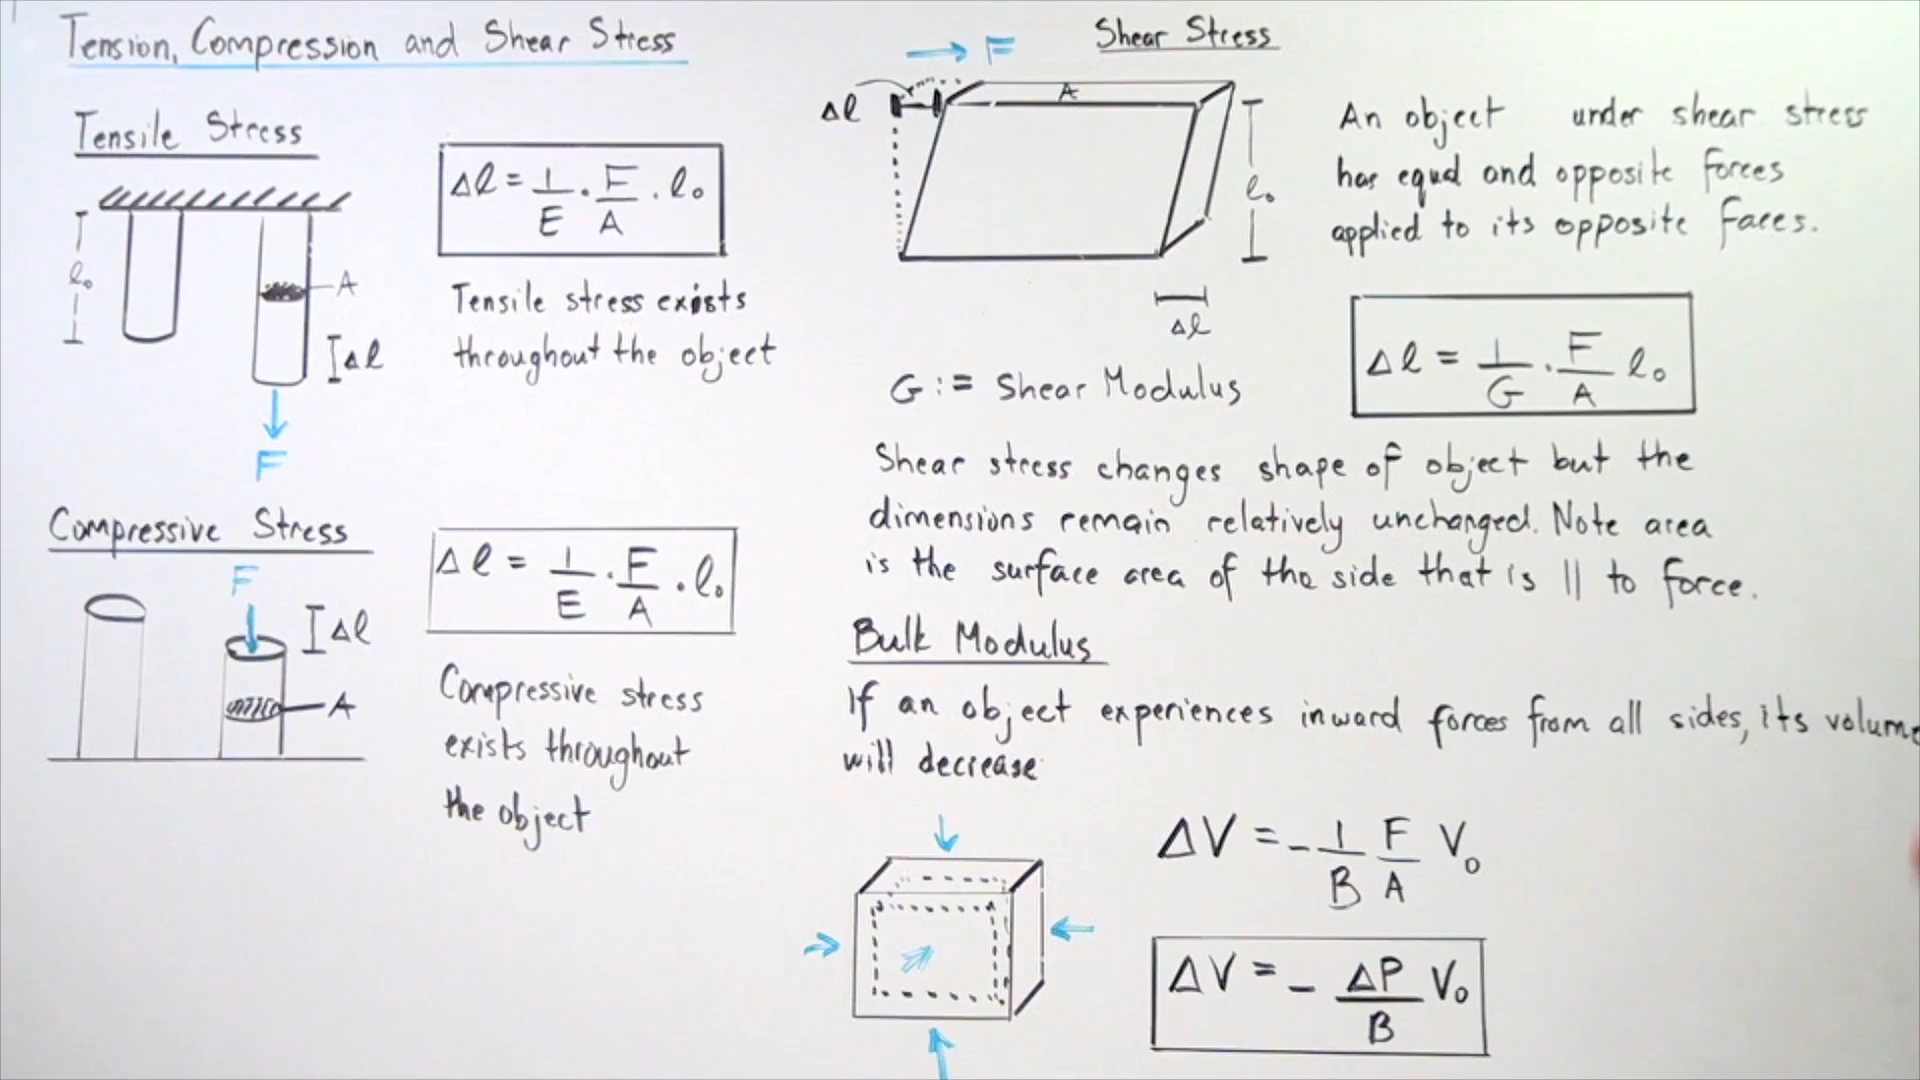 Tension, Compression and Shear Stress
Tensile Stress
l₀
A
Δl
F
Δl = 1/E · F/A · l₀
Tensile stress exists
throughout the object
Compressive Stress
F
Δl
A
Δl = 1/E · F/A · l₀
Compressive stress
exists throughout
the object
Shear Stress
F
Δl
A
l₀
Δl
An object under shear stress
has equal and opposite forces
applied to its opposite faces.
G := Shear Modulus
Δl = 1/G · F/A l₀
Shear stress changes shape of object but the
dimensions remain relatively unchanged. Note area
is the surface area of the side that is || to force.
Bulk Modulus
If an object experiences inward forces from all sides, its volume
will decrease
ΔV = - 1/B F/A V₀
ΔV = - ΔP/B V₀